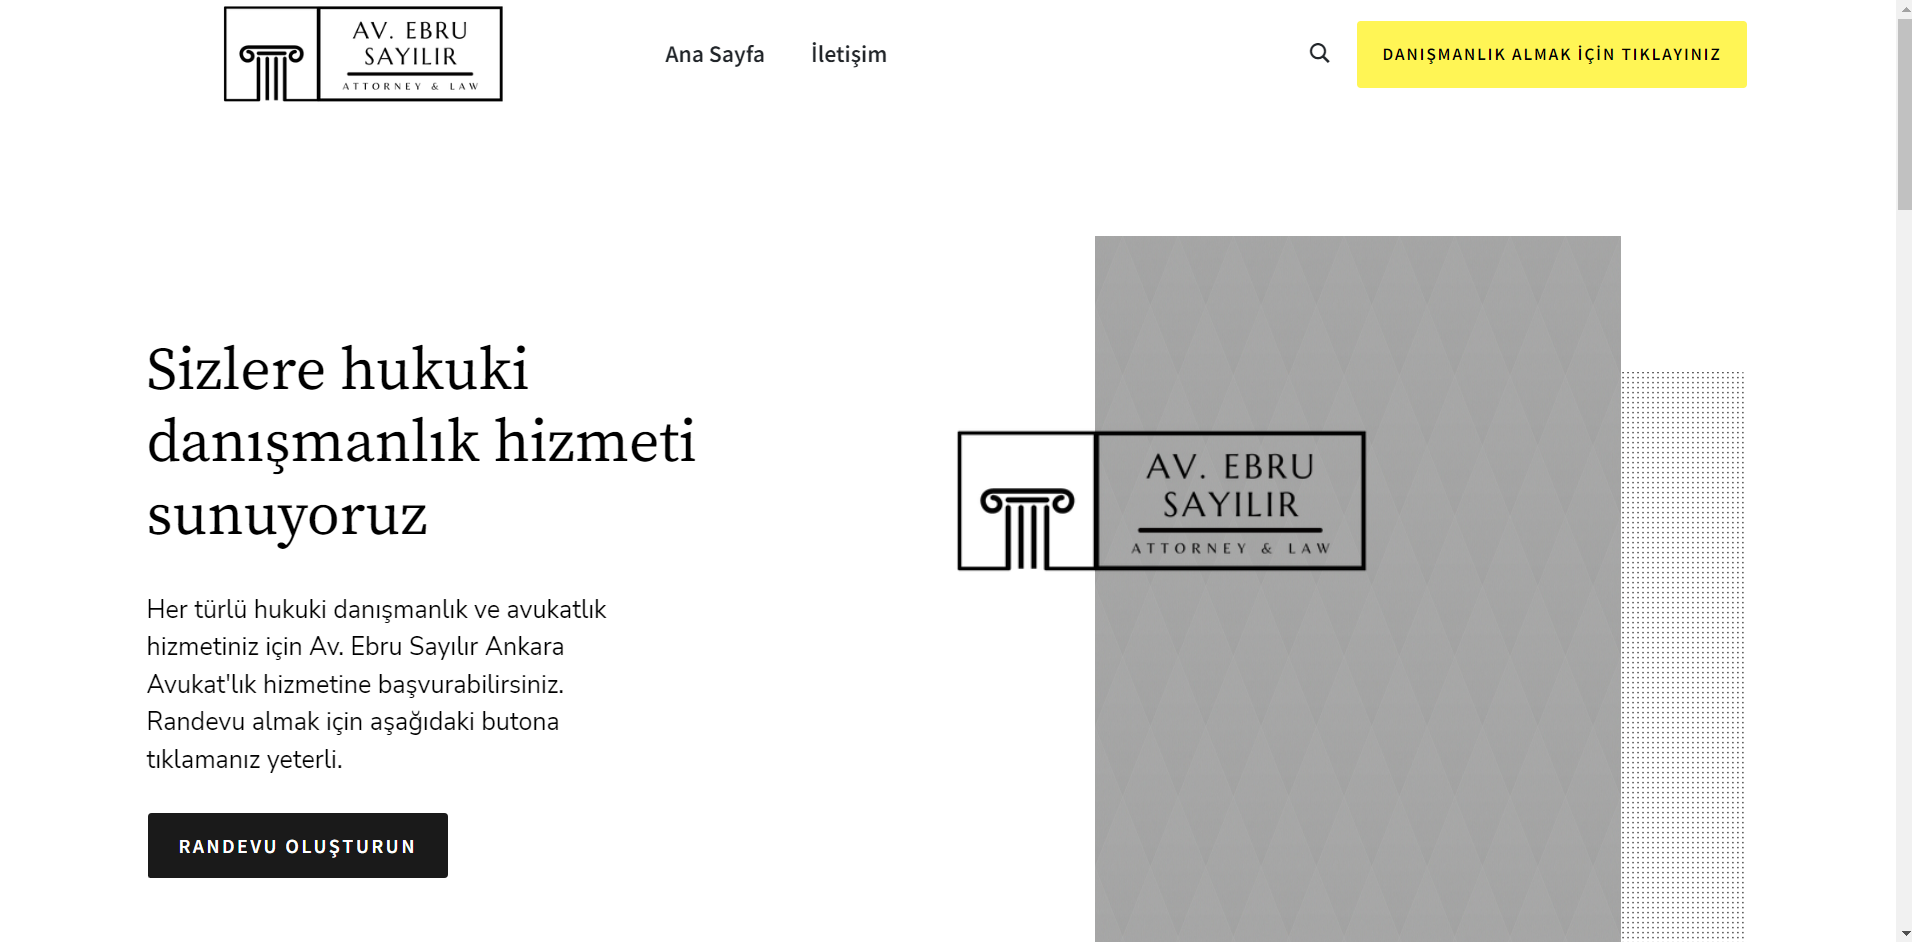 AV. EBRU
SAYILIR
ATTORNEY & LAW
Ana Sayfa
İletişim
DANIŞMANLIK ALMAK İÇİN TIKLAYINIZ
Sizlere hukuki
danışmanlık hizmeti
sunuyoruz
Her türlü hukuki danışmanlık ve avukatlık
hizmetiniz için Av. Ebru Sayılır Ankara
Avukat'lık hizmetine başvurabilirsiniz.
Randevu almak için aşağıdaki butona
tıklamanız yeterli.
RANDEVU OLUŞTURUN
AV. EBRU
SAYILIR
ATTORNEY & LAW